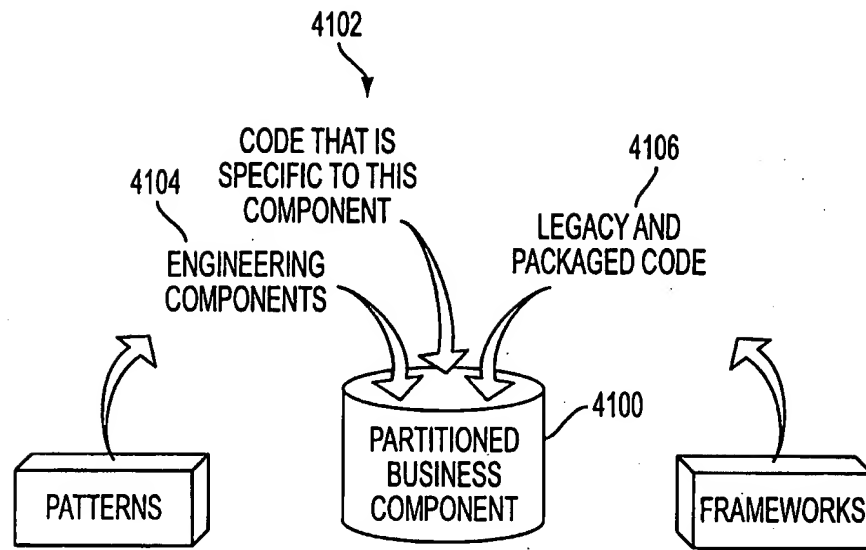 4102
CODE THAT IS
SPECIFIC TO THIS
COMPONENT
4104
ENGINEERING
COMPONENTS
4106
LEGACY AND
PACKAGED CODE
4100
PARTITIONED
BUSINESS
COMPONENT
PATTERNS
FRAMEWORKS